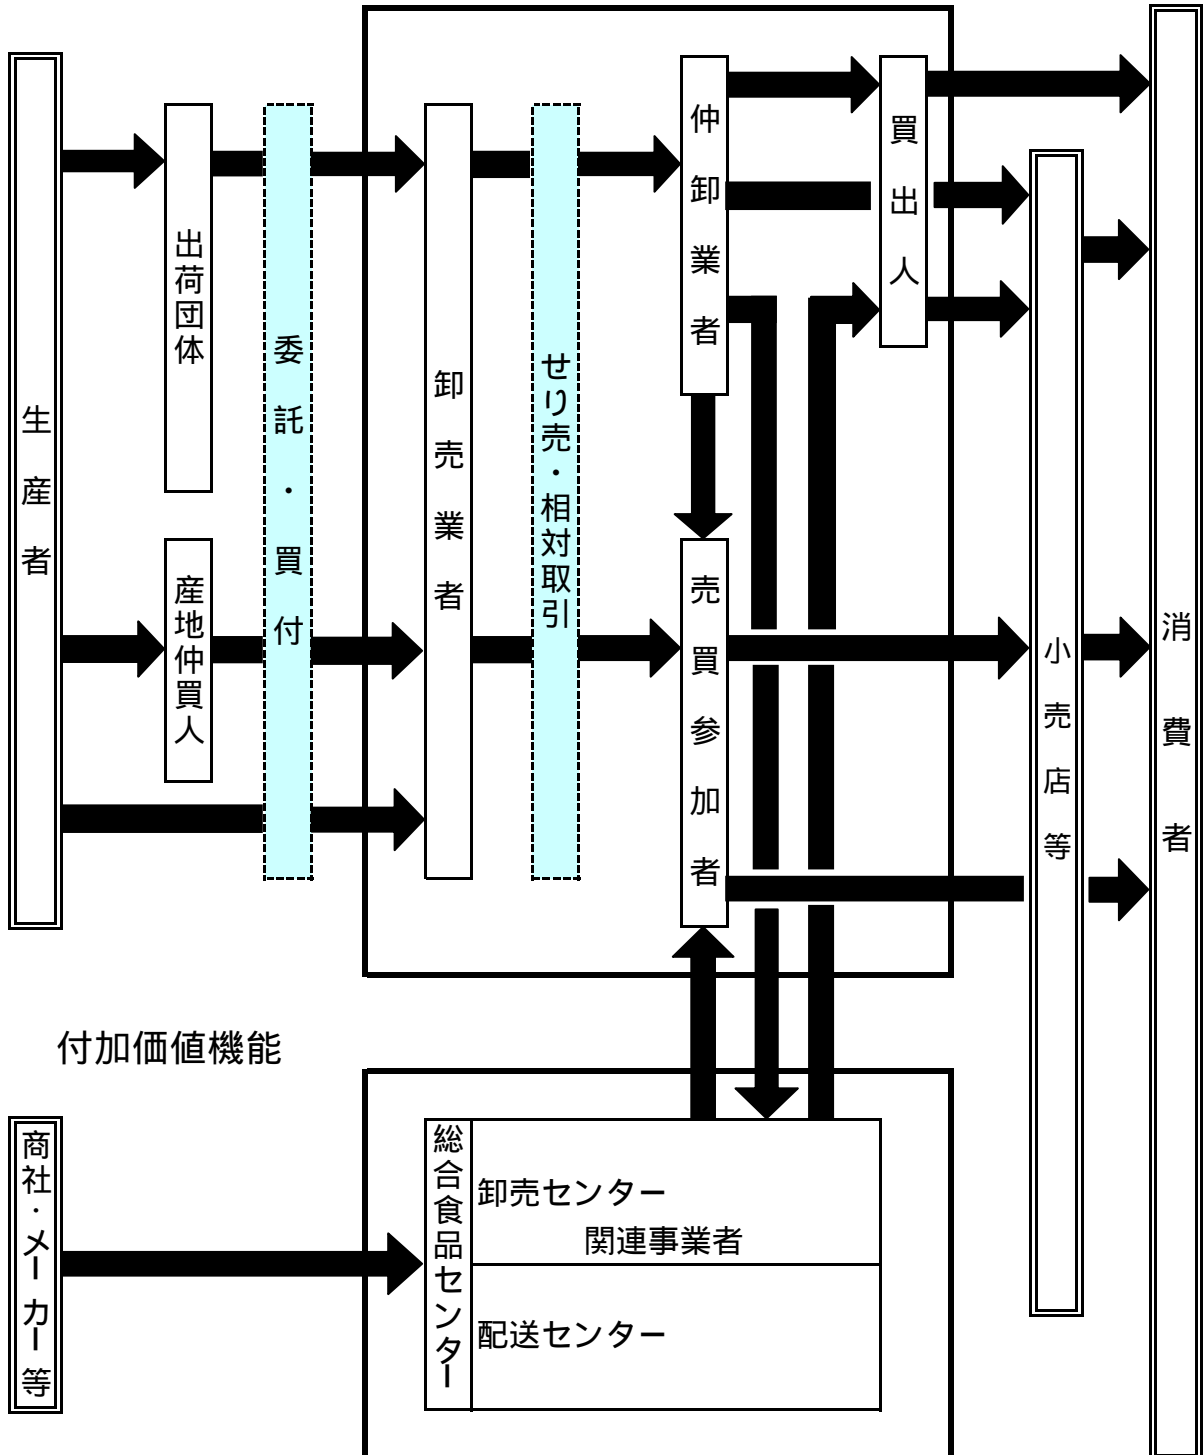 生産者
出荷団体
産地仲買人
委託・買付
卸売業者
せり売・相対取引
仲卸業者
売買参加者
買出人
小売店等
消費者
付加価値機能
商社・メーカー等
総合食品センター
卸売センター
関連事業者
配送センター